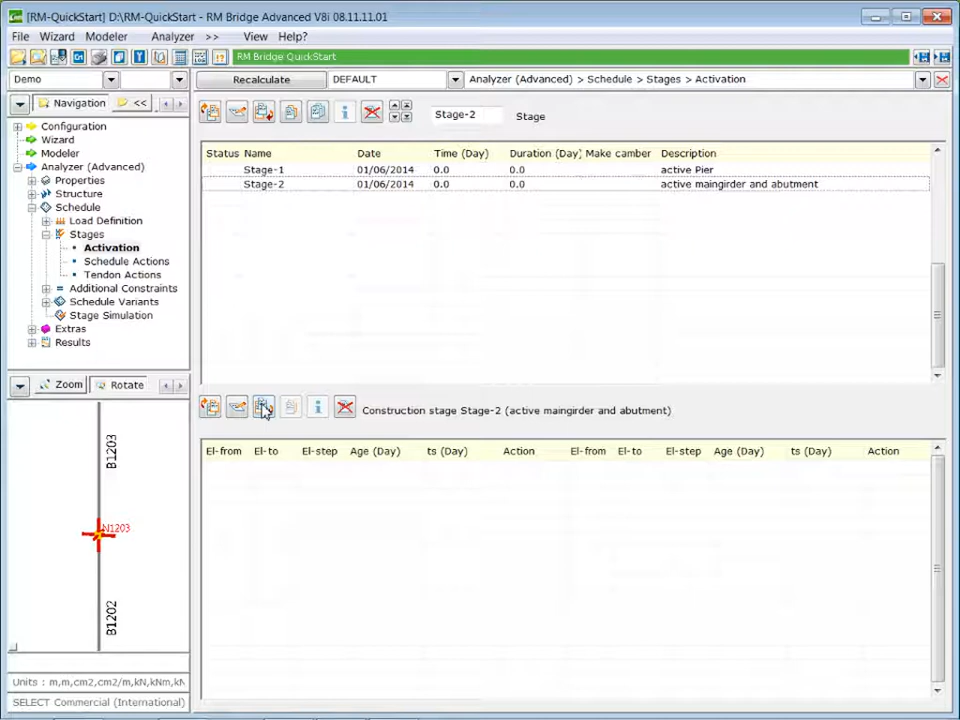 [RM-QuickStart] D:\RM-QuickStart - RM Bridge Advanced V8i 08.11.11.01
File Wizard Modeler Analyzer >> View Help?
RM Bridge QuickStart
Demo Recalculate DEFAULT Analyzer (Advanced) > Schedule > Stages > Activation
Navigation <<
Configuration
Wizard
Modeler
Analyzer (Advanced)
Properties
Structure
Schedule
Load Definition
Stages
Activation
Schedule Actions
Tendon Actions
Additional Constraints
Schedule Variants
Stage Simulation
Extras
Results
Stage-2 Stage
Status Name Date Time (Day) Duration (Day) Make camber Description
Stage-1 01/06/2014 0.0 0.0 active Pier
Stage-2 01/06/2014 0.0 0.0 active maingirder and abutment
Zoom Rotate
Construction stage Stage-2 (active maingirder and abutment)
El-from El-to El-step Age (Day) ts (Day) Action El-from El-to El-step Age (Day) ts (Day) Action
B1203
N1203
B1202
Units : m,m,cm2,cm2/m,kN,kNm,kN
SELECT Commercial (International)